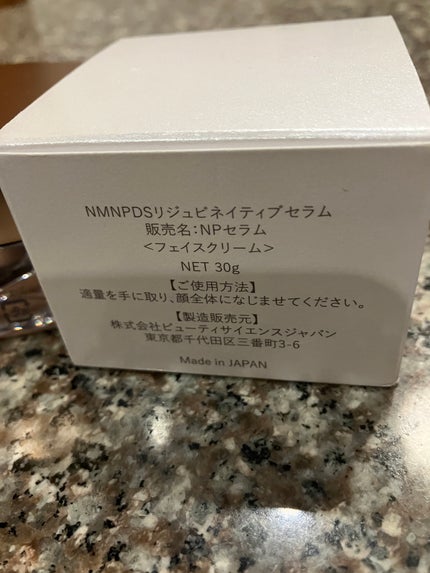 NMNPDSリジュビネイティブセラム
販売名:NPセラム
<フェイスクリーム>
NET 30g
【ご使用方法】
適量を手に取り、顔全体になじませてください。
【製造販売元】
株式会社ビューティサイエンスジャパン
東京都千代田区三番町3-6
Made in JAPAN